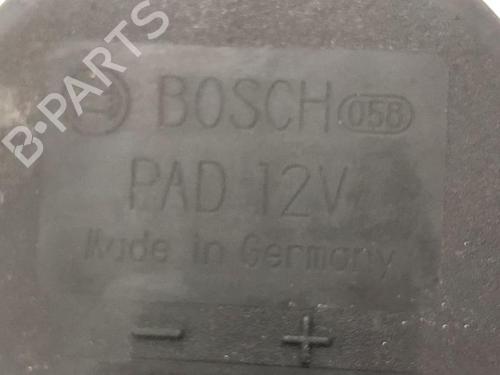 B-PARTS
BOSCH 058
PAD 12V
Made in Germany
- +